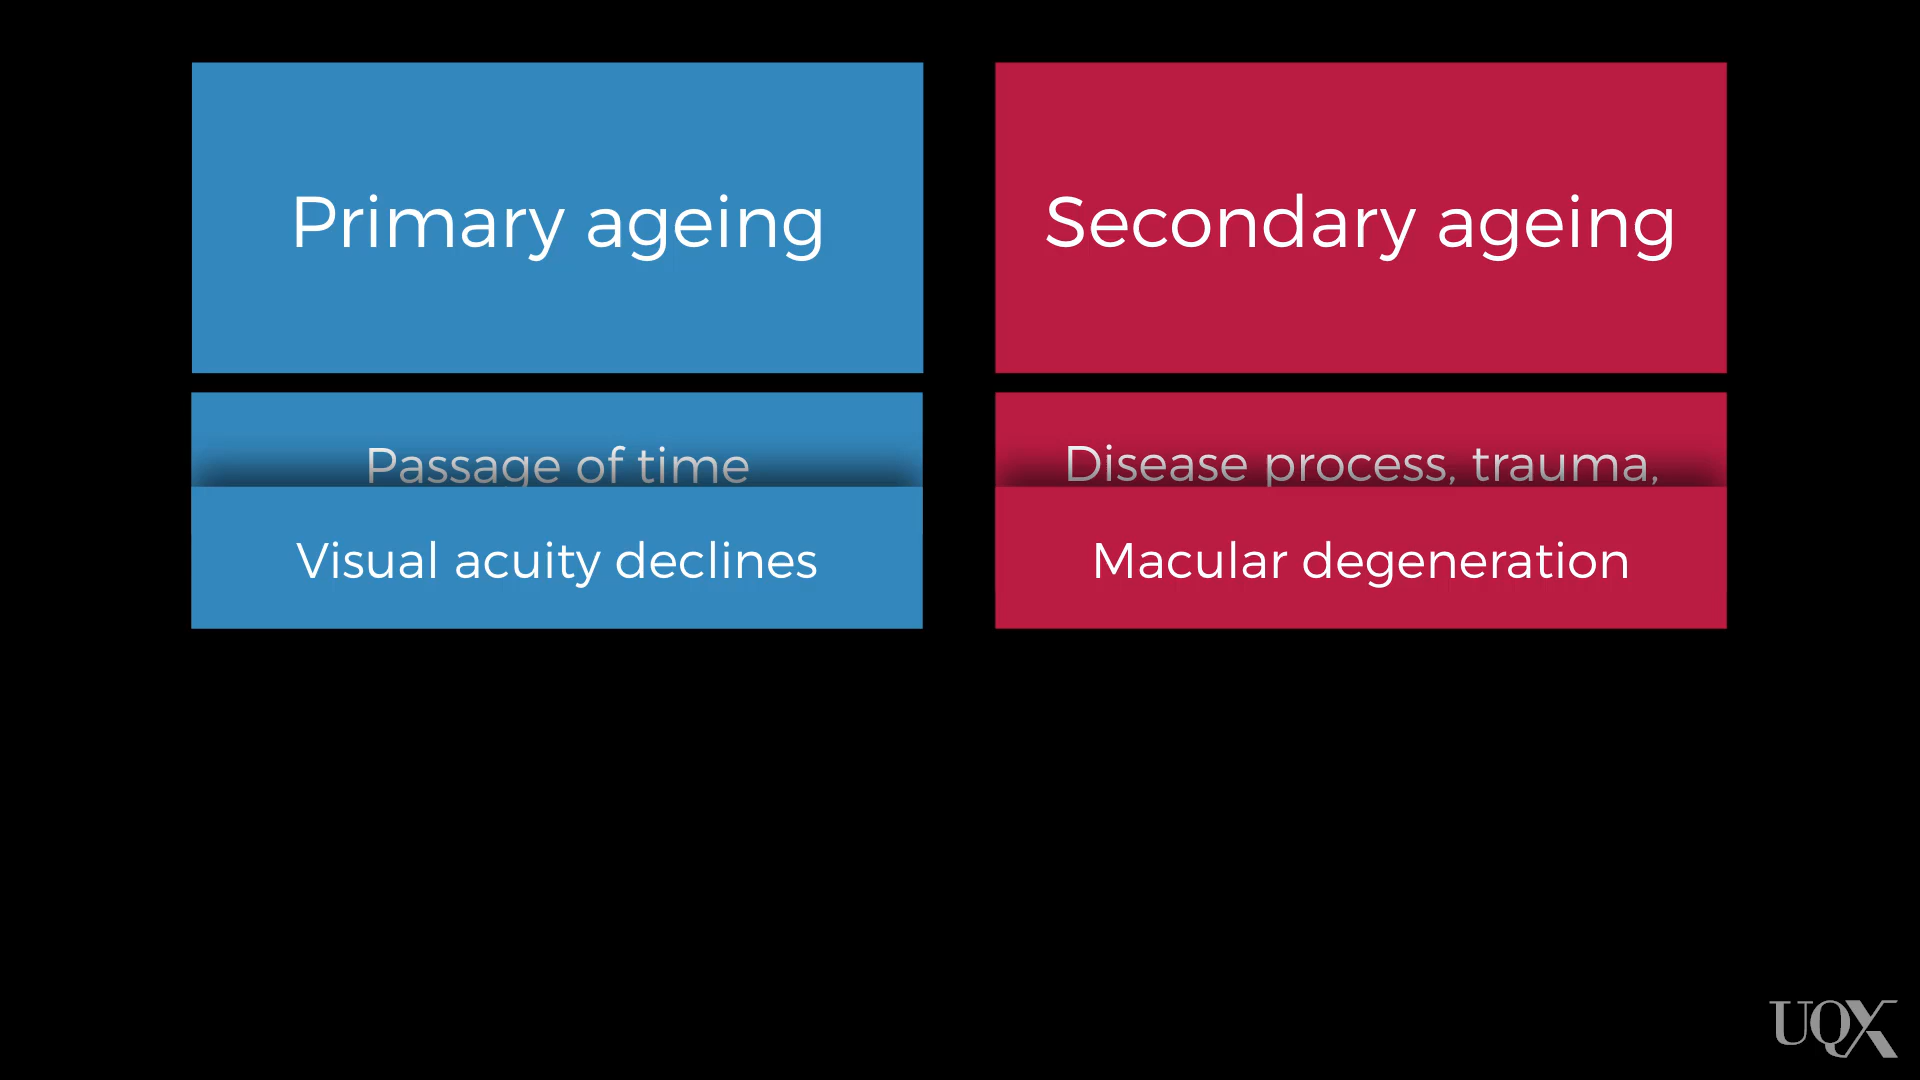 Primary ageing
Secondary ageing
Passage of time
Disease process, trauma,
Visual acuity declines
Macular degeneration
UQX